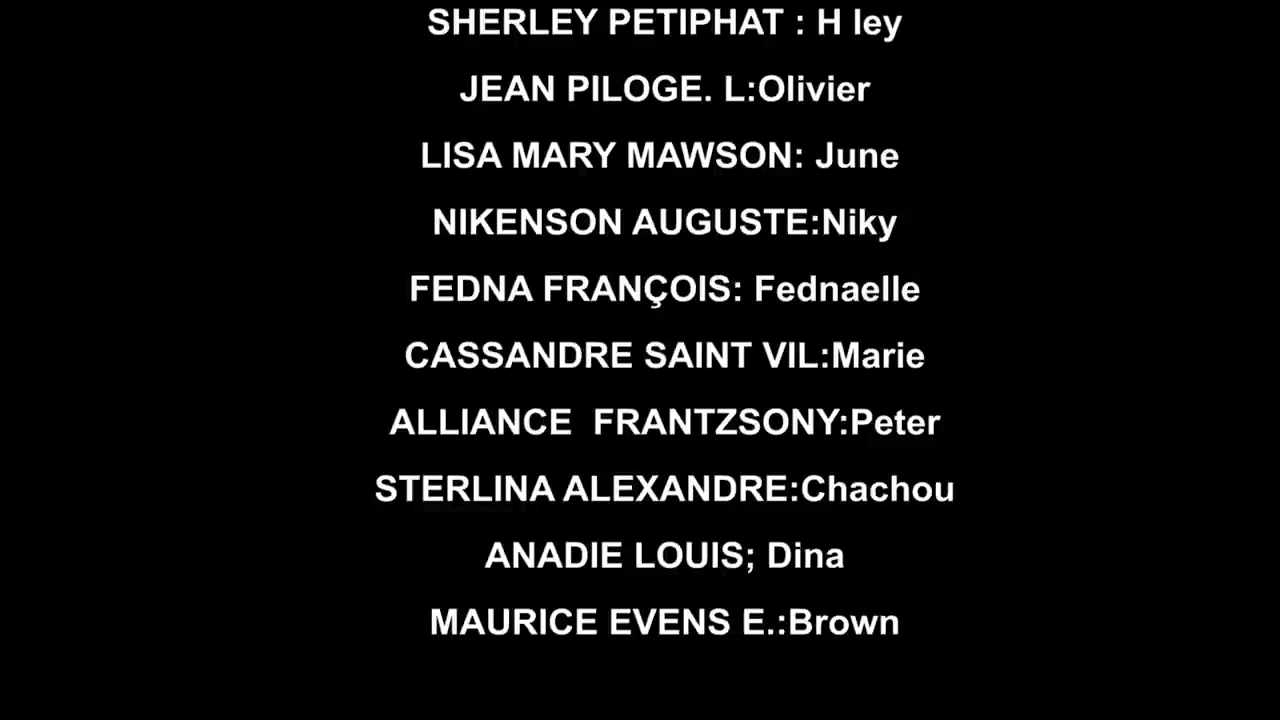 SHERLEY PETIPHAT : H ley
JEAN PILOGE. L:Olivier
LISA MARY MAWSON: June
NIKENSON AUGUSTE:Niky
FEDNA FRANÇOIS: Fednaelle
CASSANDRE SAINT VIL:Marie
ALLIANCE  FRANTZSONY:Peter
STERLINA ALEXANDRE:Chachou
ANADIE LOUIS; Dina
MAURICE EVENS E.:Brown